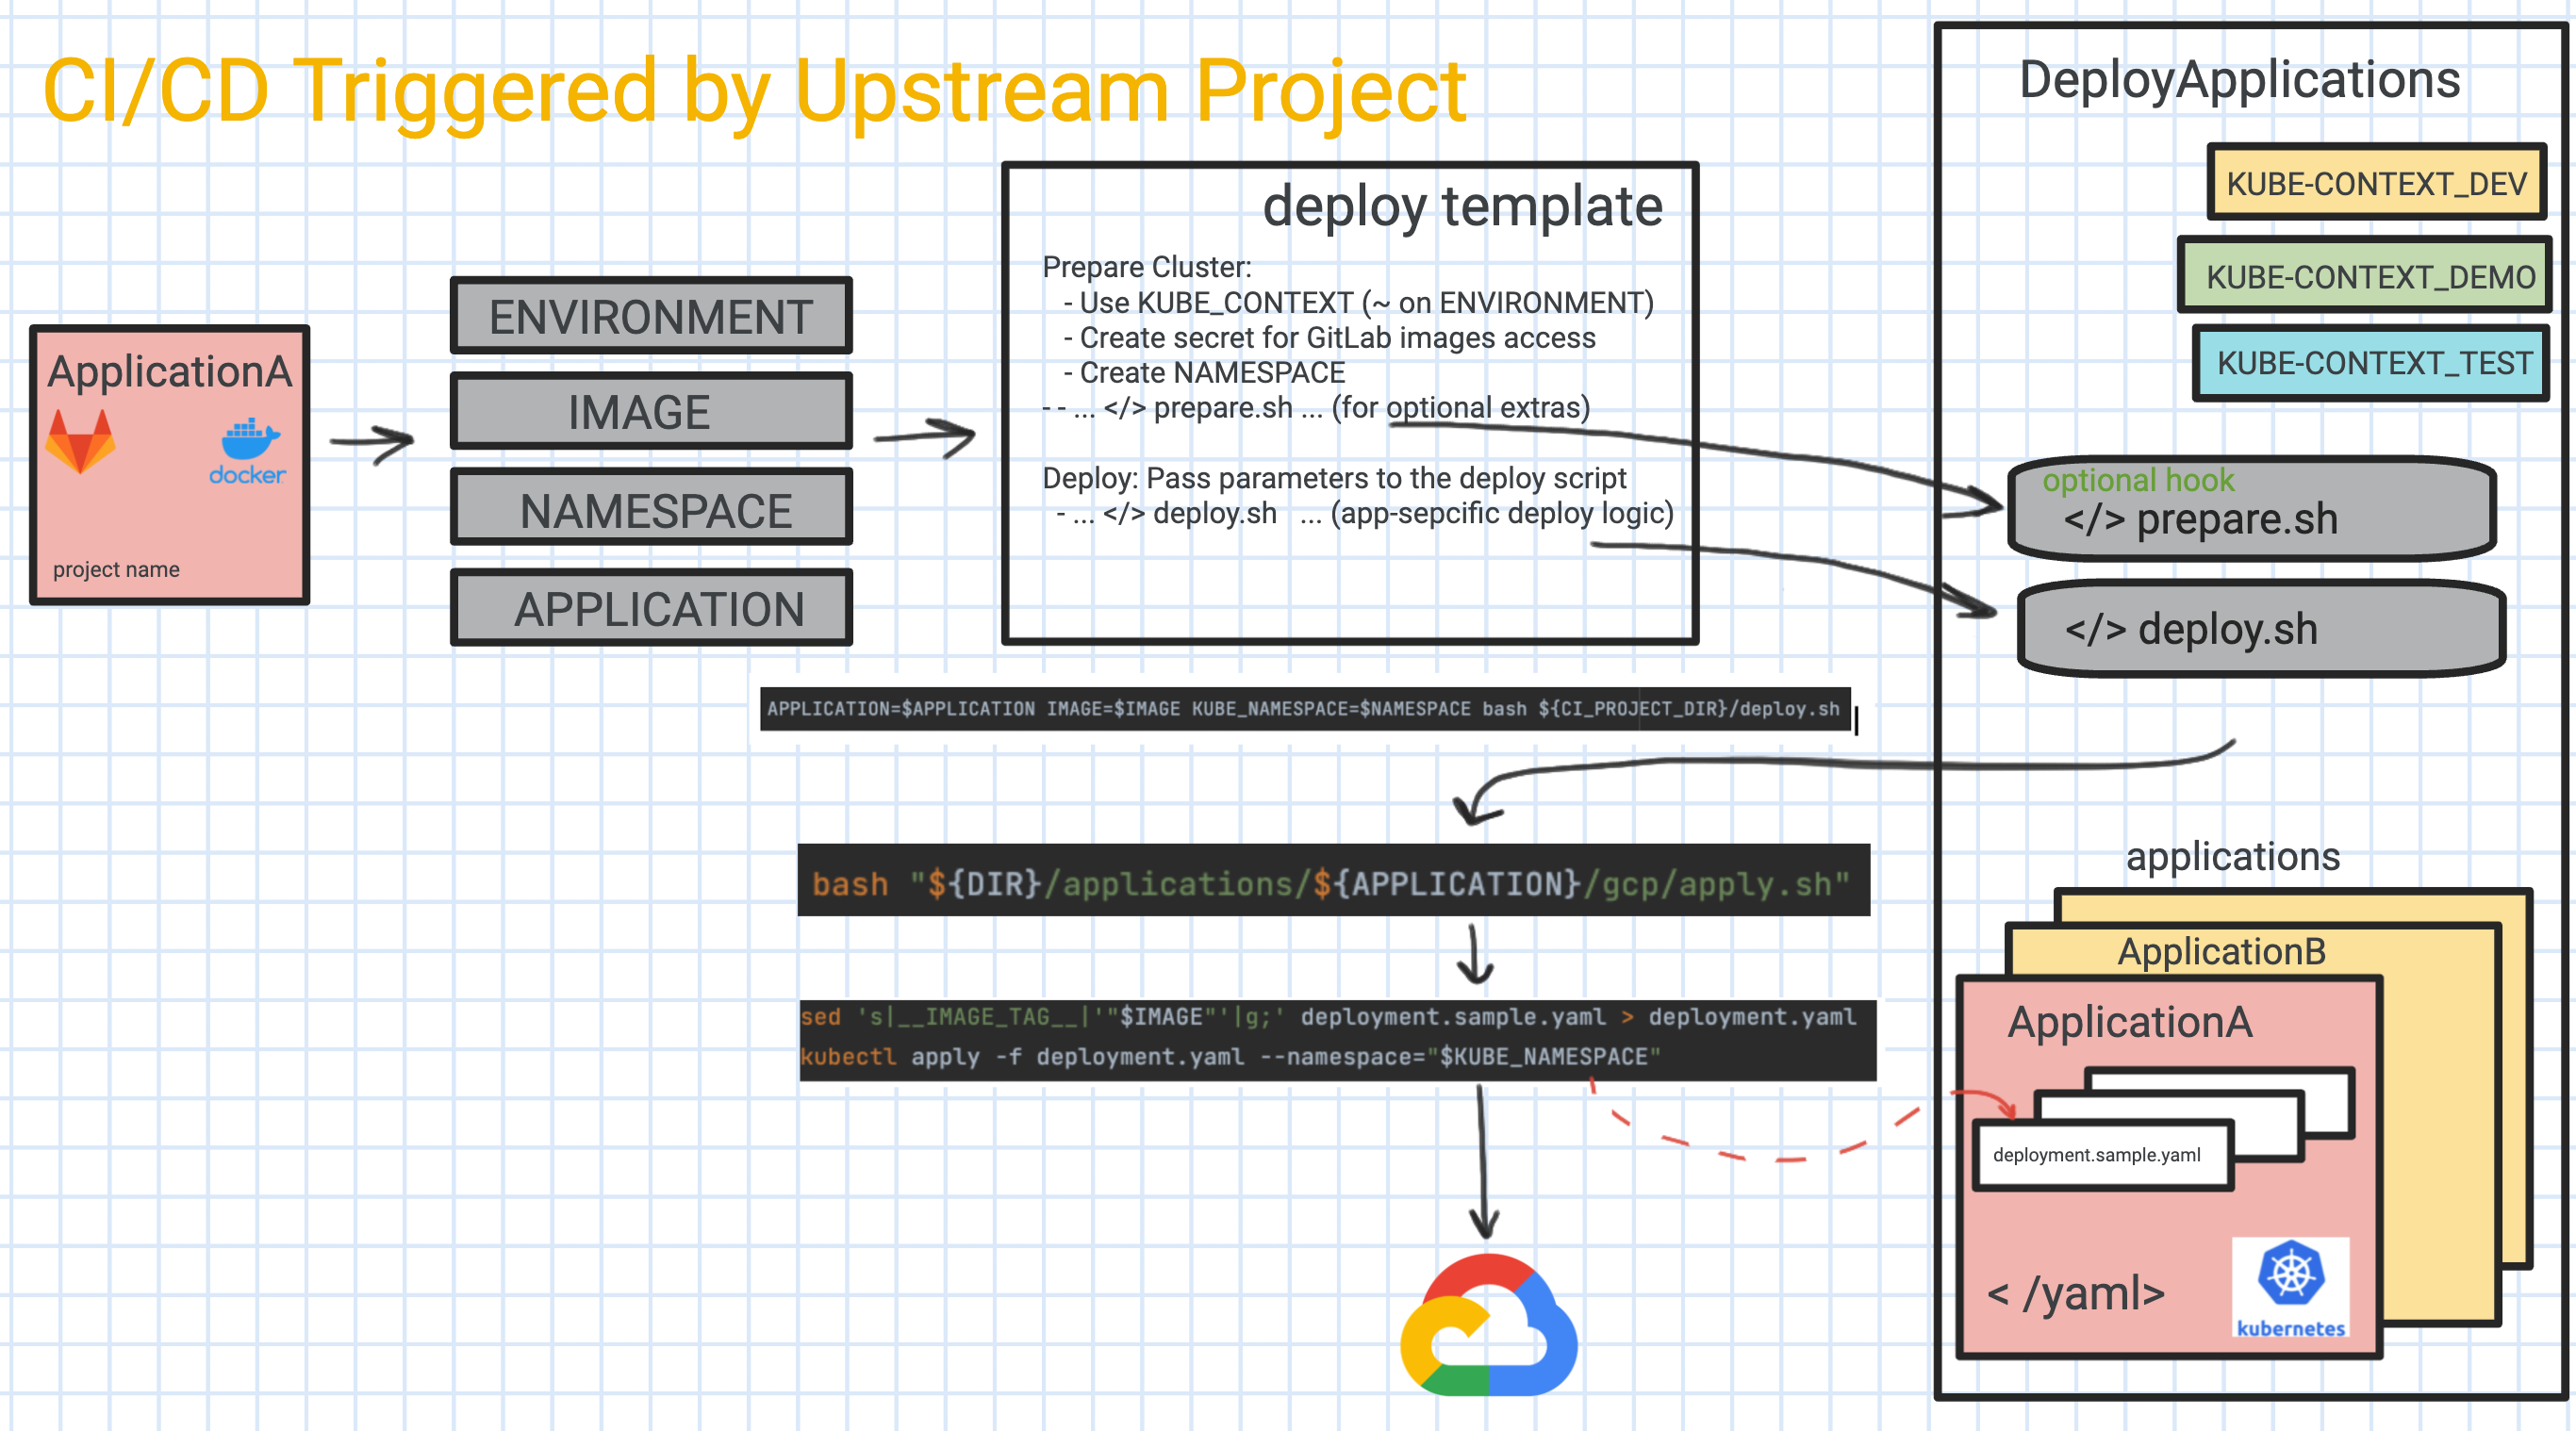 CI/CD Triggered by Upstream Project
ApplicationA
docker
project name
ENVIRONMENT
IMAGE
NAMESPACE
APPLICATION
deploy template
Prepare Cluster:
- Use KUBE_CONTEXT (~ on ENVIRONMENT)
- Create secret for GitLab images access
- Create NAMESPACE
- - ... </> prepare.sh ... (for optional extras)
Deploy: Pass parameters to the deploy script
- ... </> deploy.sh ... (app-sepcific deploy logic)
APPLICATION=$APPLICATION IMAGE=$IMAGE KUBE_NAMESPACE=$NAMESPACE bash ${CI_PROJECT_DIR}/deploy.sh
bash "${DIR}/applications/${APPLICATION}/gcp/apply.sh"
sed 's|__IMAGE_TAG__|'"$IMAGE"'|g;' deployment.sample.yaml > deployment.yaml
kubectl apply -f deployment.yaml --namespace="$KUBE_NAMESPACE"
DeployApplications
KUBE-CONTEXT_DEV
KUBE-CONTEXT_DEMO
KUBE-CONTEXT_TEST
optional hook
</> prepare.sh
</> deploy.sh
applications
ApplicationB
ApplicationA
deployment.sample.yaml
< /yaml>
kubernetes